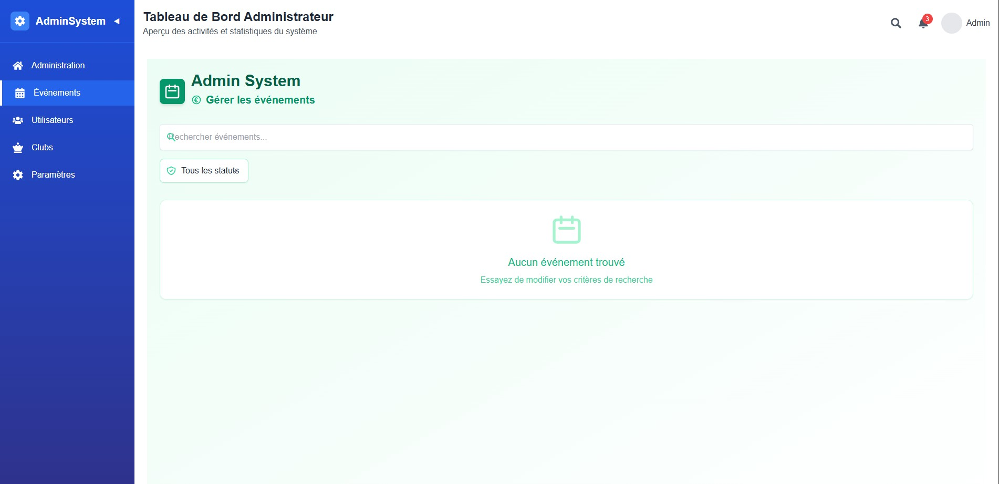 AdminSystem
Administration
Événements
Utilisateurs
Clubs
Paramètres
Tableau de Bord Administrateur
Aperçu des activités et statistiques du système
3
Admin
Admin System
Gérer les événements
Rechercher événements...
Tous les statuts
Aucun événement trouvé
Essayez de modifier vos critères de recherche